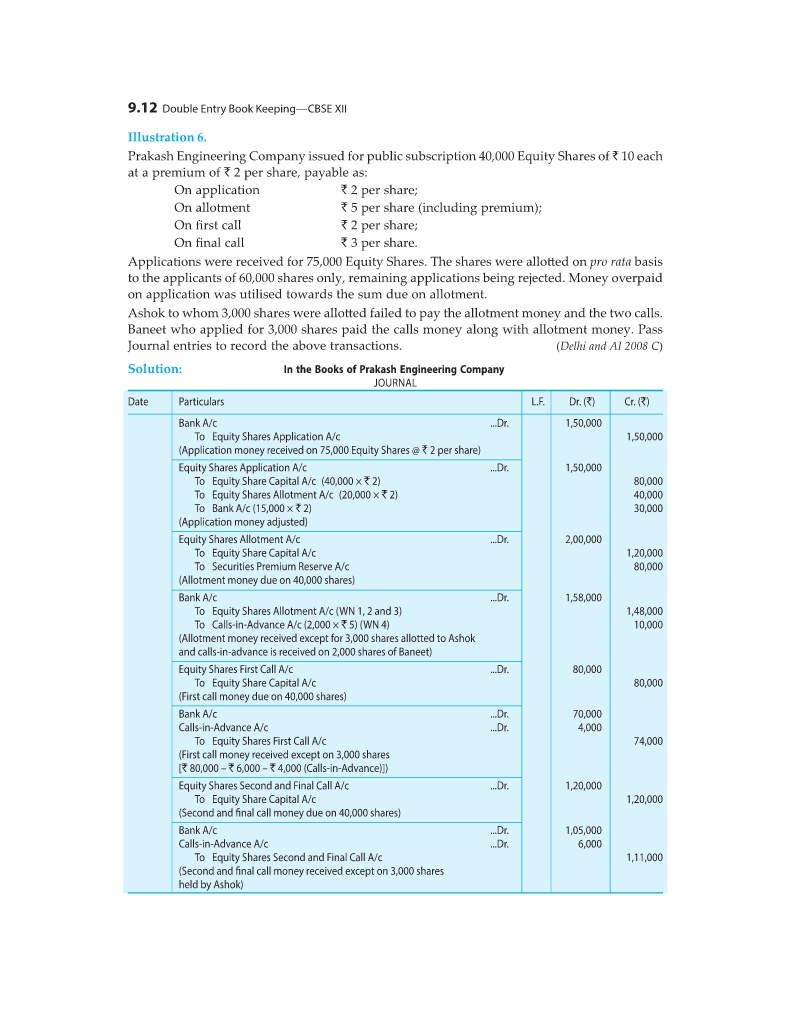 9.12 Double Entry Book Keeping—CBSE XII
Illustration 6.
Prakash Engineering Company issued for public subscription 40,000 Equity Shares of ₹ 10 each
at a premium of ₹ 2 per share, payable as:
On application ₹ 2 per share;
On allotment ₹ 5 per share (including premium);
On first call ₹ 2 per share;
On final call ₹ 3 per share.
Applications were received for 75,000 Equity Shares. The shares were allotted on pro rata basis
to the applicants of 60,000 shares only, remaining applications being rejected. Money overpaid
on application was utilised towards the sum due on allotment.
Ashok to whom 3,000 shares were allotted failed to pay the allotment money and the two calls.
Baneet who applied for 3,000 shares paid the calls money along with allotment money. Pass
Journal entries to record the above transactions. (Delhi and AI 2008 C)
Solution: In the Books of Prakash Engineering Company
JOURNAL
Date Particulars L.F. Dr. (₹) Cr. (₹)
Bank A/c ...Dr. 1,50,000
To Equity Shares Application A/c 1,50,000
(Application money received on 75,000 Equity Shares @ ₹ 2 per share)
Equity Shares Application A/c ...Dr. 1,50,000
To Equity Share Capital A/c (40,000 × ₹ 2) 80,000
To Equity Shares Allotment A/c (20,000 × ₹ 2) 40,000
To Bank A/c (15,000 × ₹ 2) 30,000
(Application money adjusted)
Equity Shares Allotment A/c ...Dr. 2,00,000
To Equity Share Capital A/c 1,20,000
To Securities Premium Reserve A/c 80,000
(Allotment money due on 40,000 shares)
Bank A/c ...Dr. 1,58,000
To Equity Shares Allotment A/c (WN 1, 2 and 3) 1,48,000
To Calls-in-Advance A/c (2,000 × ₹ 5) (WN 4) 10,000
(Allotment money received except for 3,000 shares allotted to Ashok
and calls-in-advance is received on 2,000 shares of Baneet)
Equity Shares First Call A/c ...Dr. 80,000
To Equity Share Capital A/c 80,000
(First call money due on 40,000 shares)
Bank A/c ...Dr. 70,000
Calls-in-Advance A/c ...Dr. 4,000
To Equity Shares First Call A/c 74,000
(First call money received except on 3,000 shares
[₹ 80,000 – ₹ 6,000 – ₹ 4,000 (Calls-in-Advance)])
Equity Shares Second and Final Call A/c ...Dr. 1,20,000
To Equity Share Capital A/c 1,20,000
(Second and final call money due on 40,000 shares)
Bank A/c ...Dr. 1,05,000
Calls-in-Advance A/c ...Dr. 6,000
To Equity Shares Second and Final Call A/c 1,11,000
(Second and final call money received except on 3,000 shares
held by Ashok)